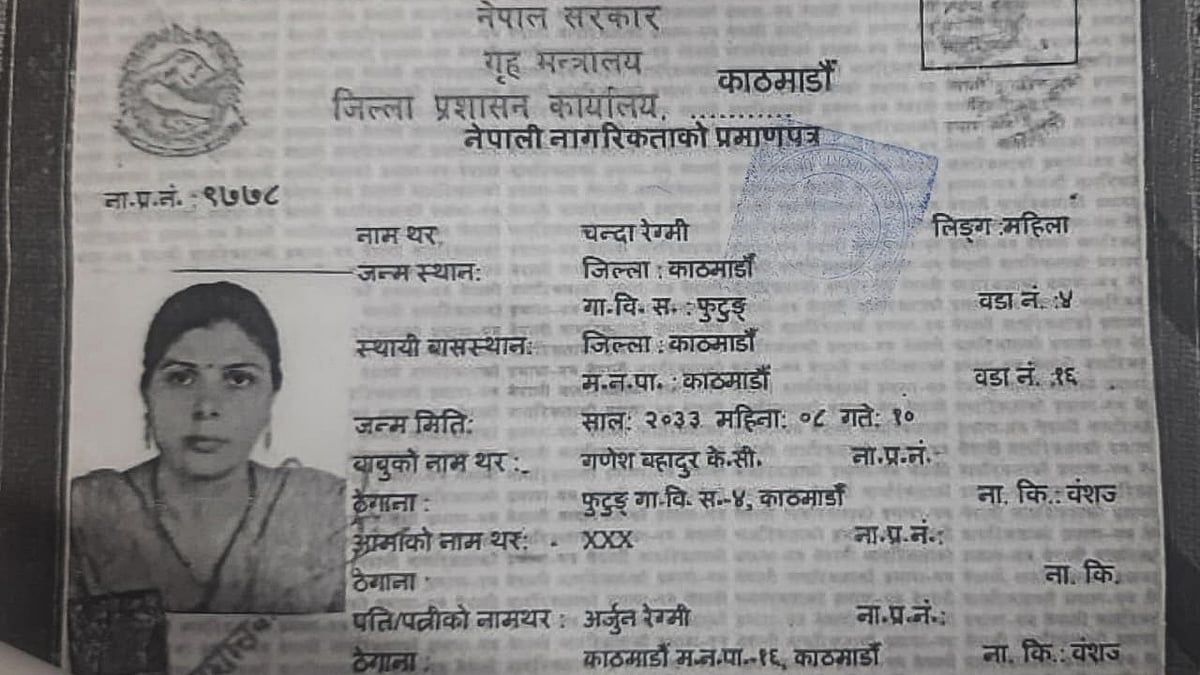 नेपाल सरकार
गृह मन्त्रालय
जिल्ला प्रशासन कार्यालय, .......... काठमाडौं
नेपाली नागरिकताको प्रमाणपत्र
ना.प्र.नं. : १७७८
नाम थर चन्दा रेग्मी लिङ्ग :महिला
जन्म स्थान: जिल्ला : काठमाडौं
गा.वि. स. : फुटुङ् वडा नं. :४
स्थायी बासस्थान: जिल्ला : काठमाडौं
म.न.पा. : काठमाडौं वडा नं. :१६
जन्म मिति: साल: २०३३ महिना: ०८ गते: १०
बाबुको नाम थर : गणेश बहादुर के.सी. ना.प्र.नं.-
ठेगाना : फुटुङ् गा.वि. स.-४, काठमाडौं ना. कि.: वंशज
आमाको नाम थर: XXX ना.प्र.नं.:
ठेगाना : ना. कि.
पति/पत्नीको नामथर : अर्जुन रेग्मी ना.प्र.नं.:
ठेगाना : काठमाडौं म.न.पा.-१६, काठमाडौं ना. कि.: वंशज